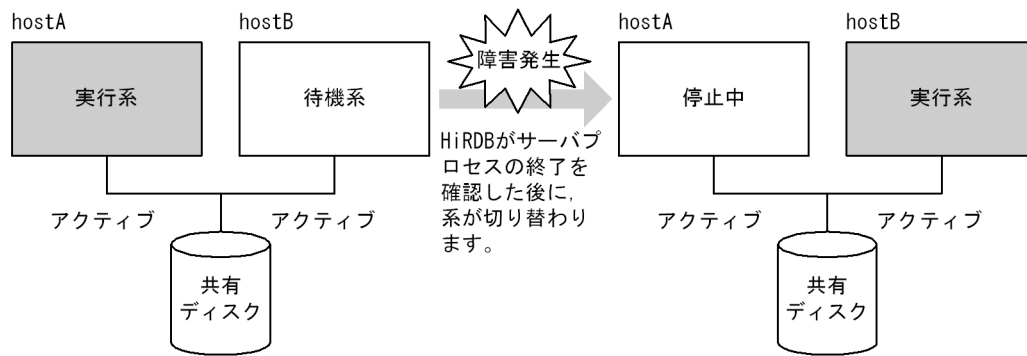 hostA
hostB
実行系
待機系
アクティブ
アクティブ
共有
ディスク
障害発生
HiRDBがサーバプ
ロセスの終了を
確認した後に,
系が切り替わり
ます。
hostA
hostB
停止中
実行系
アクティブ
アクティブ
共有
ディスク